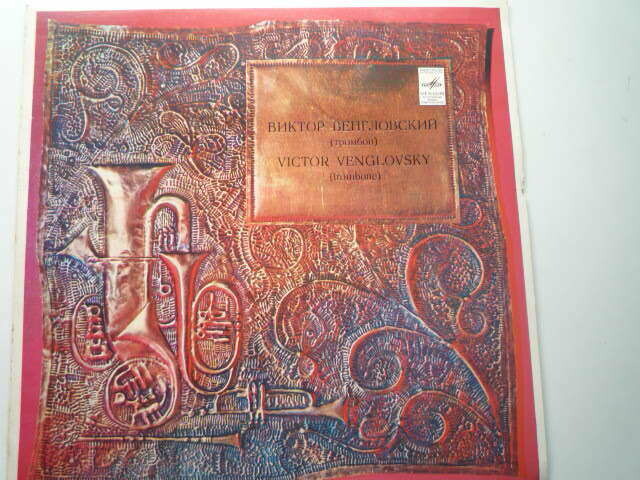 ВИКТОР ВЕНГЛОВСКИЙ
(тромбон)
VICTOR VENGLOVSKY
(trombone)